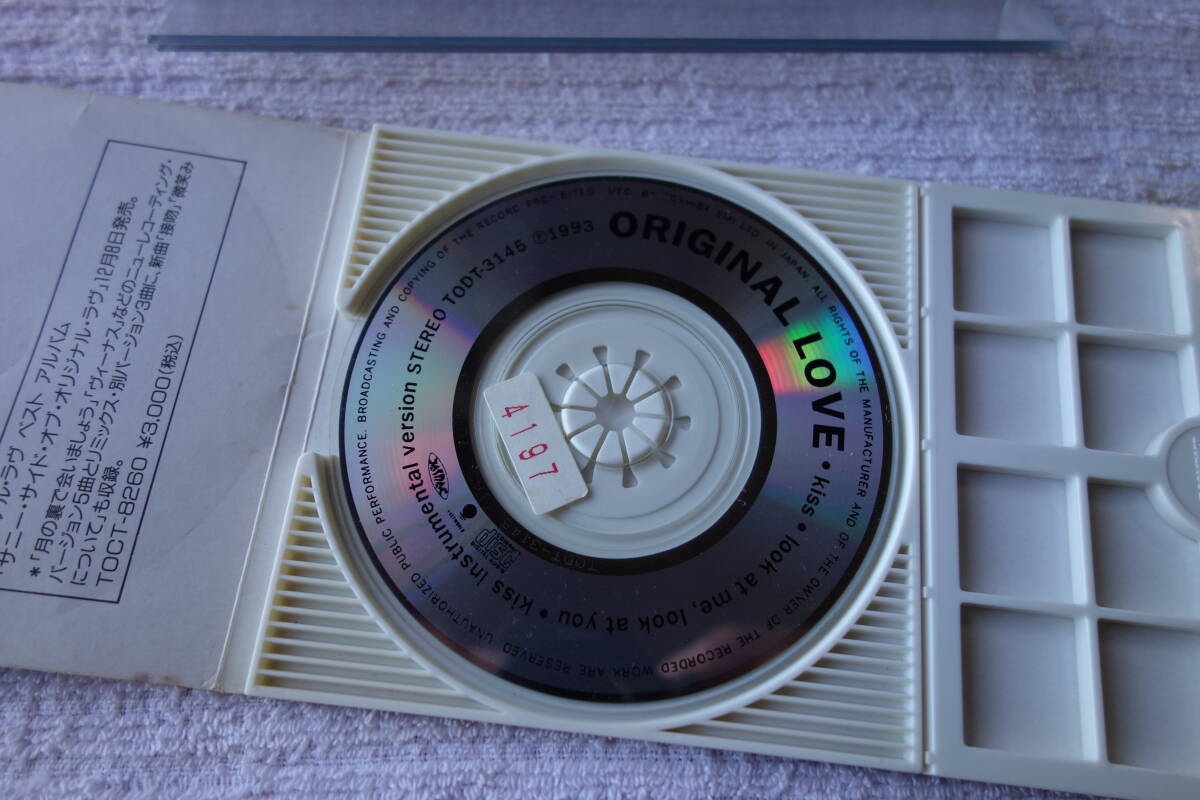 サニー・サイド・オブ・オリジナル・ラヴ」12月8日発売。
*「月の裏で会いましょう」「ヴィーナス」などのニューレコーディング・
バージョン5曲とリミックス・別バージョン3曲に、新曲「接吻」「微笑み
について」も収録。
TOCT-8260 ¥3,000(税込)
ORIGINAL LOVE • kiss • look at me, look at you • Kiss instrumental version STEREO TODT-3145 ℗1993
MFD. BY TOSHIBA EMI LTD. IN JAPAN. ALL RIGHTS OF THE MANUFACTURER AND OF THE OWNER OF THE RECORDED WORK ARE RESERVED. UNAUTHORIZED PUBLIC PERFORMANCE. BROADCASTING AND COPYING OF THE RECORD PROHIBITED.
4197